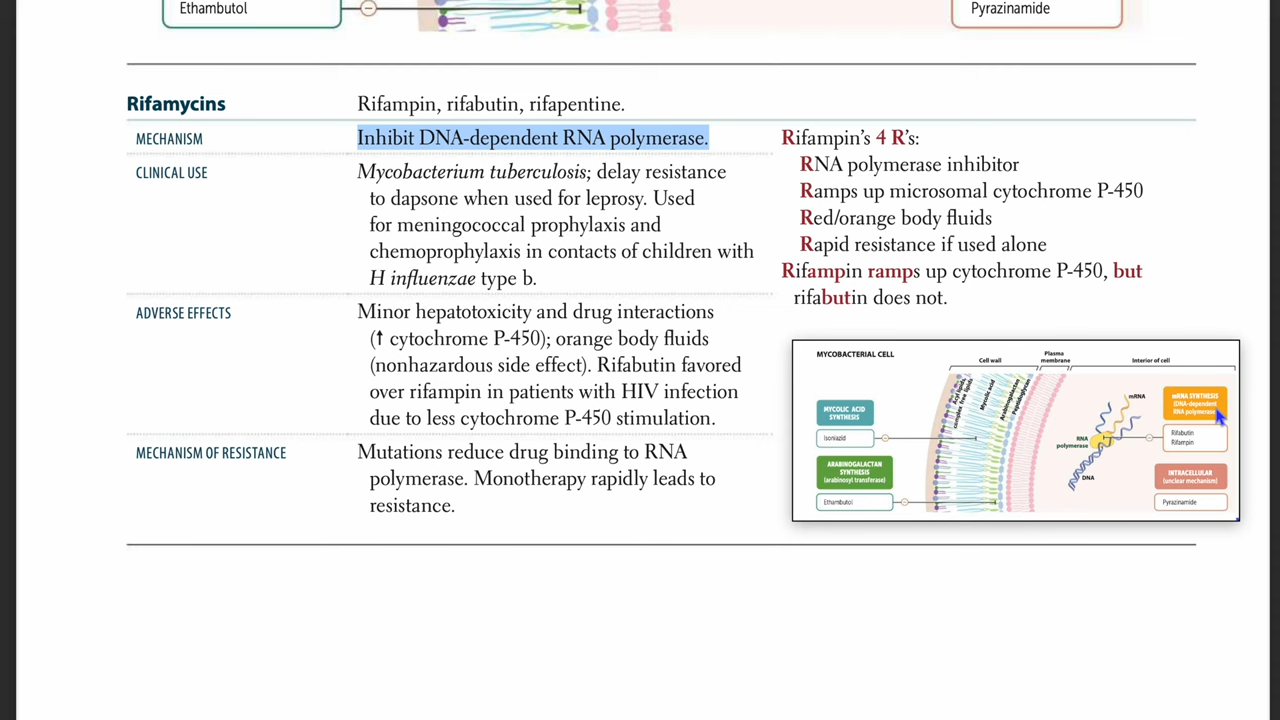 Ethambutol
Pyrazinamide
Rifamycins
Rifampin, rifabutin, rifapentine.
MECHANISM
Inhibit DNA-dependent RNA polymerase.
CLINICAL USE
Mycobacterium tuberculosis; delay resistance
to dapsone when used for leprosy. Used
for meningococcal prophylaxis and
chemoprophylaxis in contacts of children with
H influenzae type b.
ADVERSE EFFECTS
Minor hepatotoxicity and drug interactions
(↑ cytochrome P-450); orange body fluids
(nonhazardous side effect). Rifabutin favored
over rifampin in patients with HIV infection
due to less cytochrome P-450 stimulation.
MECHANISM OF RESISTANCE
Mutations reduce drug binding to RNA
polymerase. Monotherapy rapidly leads to
resistance.
Rifampin's 4 R's:
RNA polymerase inhibitor
Ramps up microsomal cytochrome P-450
Red/orange body fluids
Rapid resistance if used alone
Rifampin ramps up cytochrome P-450, but
rifabutin does not.
MYCOBACTERIAL CELL
Cell wall
Plasma
membrane
Interior of cell
MYCOLIC ACID
SYNTHESIS
Isoniazid
ARABINOGALACTAN
SYNTHESIS
(arabinosyl transferase)
Ethambutol
Mycolic acid
Arabinogalactan
Peptidoglycan
mRNA
RNA
polymerase
DNA
mRNA SYNTHESIS
(DNA-dependent
RNA polymerase)
Rifabutin
Rifampin
INTRACELLULAR
(unclear mechanism)
Pyrazinamide